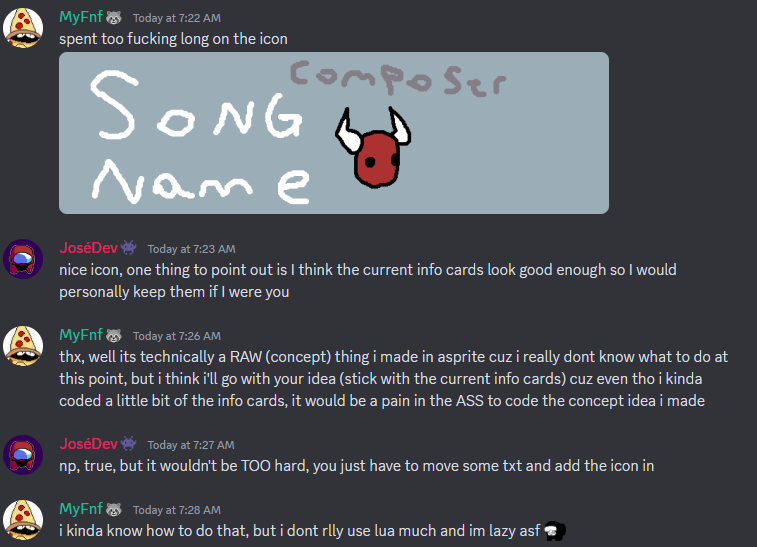 MyFnf Today at 7:22 AM
spent too fucking long on the icon
Composer
SONG
Name
JoséDev Today at 7:23 AM
nice icon, one thing to point out is I think the current info cards look good enough so I would
personally keep them if I were you
MyFnf Today at 7:26 AM
thx, well its technically a RAW (concept) thing i made in asprite cuz i really dont know what to do at
this point, but i think i'll go with your idea (stick with the current info cards) cuz even tho i kinda
coded a little bit of the info cards, it would be a pain in the ASS to code the concept idea i made
JoséDev Today at 7:27 AM
np, true, but it wouldn't be TOO hard, you just have to move some txt and add the icon in
MyFnf Today at 7:28 AM
i kinda know how to do that, but i dont rlly use lua much and im lazy asf